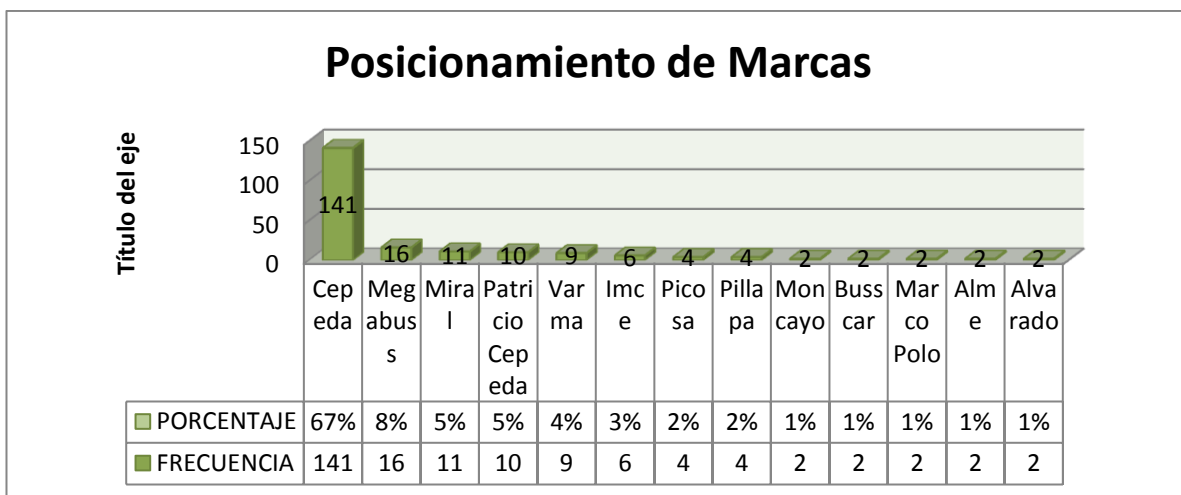 Posicionamiento de Marcas
Título del eje
150
100
50
0
141 16 11 10 9 6 4 4 2 2 2 2 2
Cep Meg Miral Patri Var Imc Pico Pilla Mon Buss Mar Alm Alva
eda abus l cio ma e sa pa cayo car co e rado
s Cep Polo
eda
PORCENTAJE 67% 8% 5% 5% 4% 3% 2% 2% 1% 1% 1% 1% 1%
FRECUENCIA 141 16 11 10 9 6 4 4 2 2 2 2 2